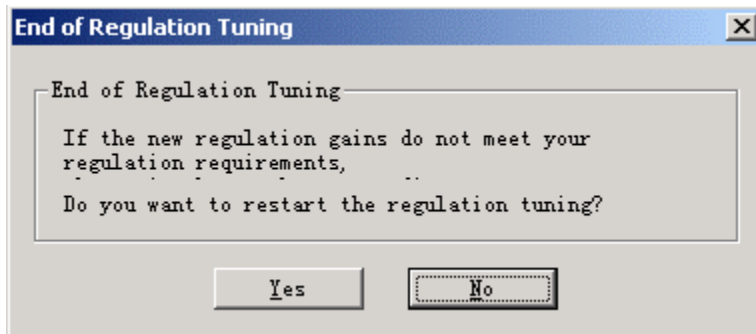 End of Regulation Tuning
End of Regulation Tuning
If the new regulation gains do not meet your
regulation requirements,
Do you want to restart the regulation tuning?
Yes
No